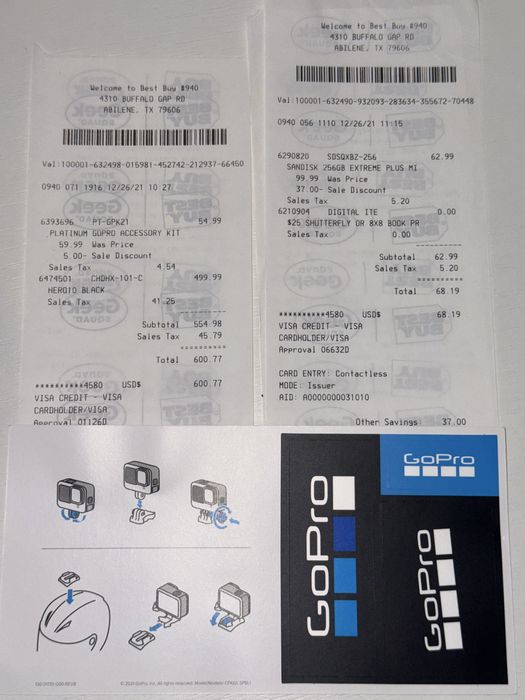 Welcome to Best Buy #940
4310 BUFFALO GAP RD
ABILENE, TX 79606
Val:100001-632498-015981-452742-212937-66450
0940 071 1916 12/26/21 10:27
6393696 PT-GPK21 54.99
PLATINUM GOPRO ACCESSORY KIT
59.99 Was Price
5.00- Sale Discount
Sales Tax 4.54
6474501 CHDHX-101-C 499.99
HERO10 BLACK
Sales Tax 41.25
Subtotal 554.98
Sales Tax 45.79
Total 600.77
**********4580 USD$ 600.77
VISA CREDIT - VISA
CARDHOLDER/VISA
Approval 01126D
Welcome to Best Buy #940
4310 BUFFALO GAP RD
ABILENE, TX 79606
Val:100001-632490-932093-283634-355672-70448
0940 056 1110 12/26/21 11:15
6290820 SDSQXBZ-256 62.99
SANDISK 256GB EXTREME PLUS MI
99.99 Was Price
37.00- Sale Discount
Sales Tax 5.20
6210904 DIGITAL ITE 0.00
$25 SHUTTERFLY OR 8X8 BOOK PR
Sales Tax 0.00
Subtotal 62.99
Sales Tax 5.20
Total 68.19
**********4580 USD$ 68.19
VISA CREDIT - VISA
CARDHOLDER/VISA
Approval 06632D
CARD ENTRY: Contactless
MODE: Issuer
AID: A0000000031010
Other Savings: 37.00
GoPro
GoPro
GoPro
© 2021 GoPro, Inc. All rights reserved.